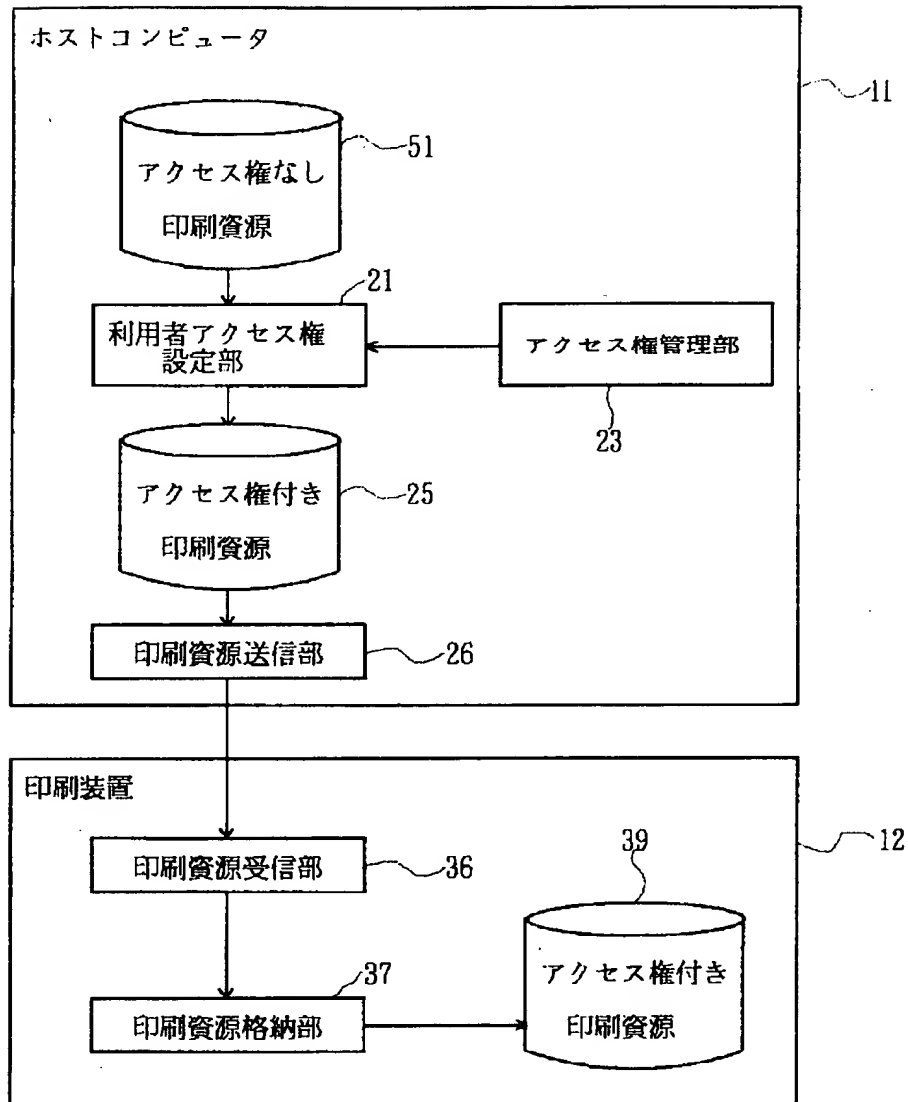 ホストコンピュータ
11
アクセス権なし
印刷資源
51
21
利用者アクセス権
設定部
アクセス権管理部
23
アクセス権付き
印刷資源
25
印刷資源送信部
26
印刷装置
12
印刷資源受信部
36
39
アクセス権付き
印刷資源
37
印刷資源格納部